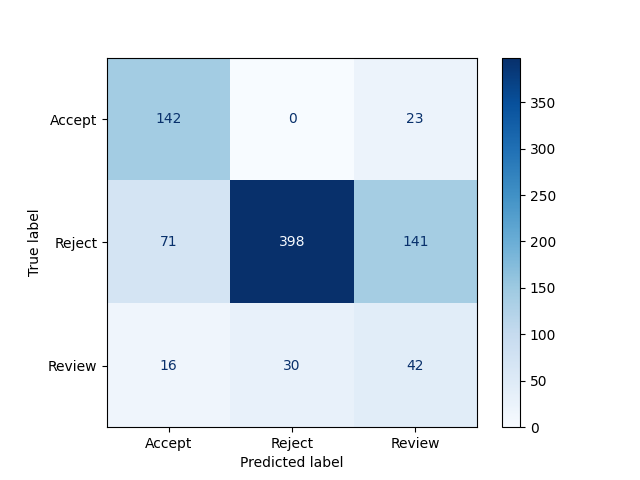 Accept 142 0 23
Reject 71 398 141
Review 16 30 42
Accept Reject Review
Predicted label
True label
350
300
250
200
150
100
50
0